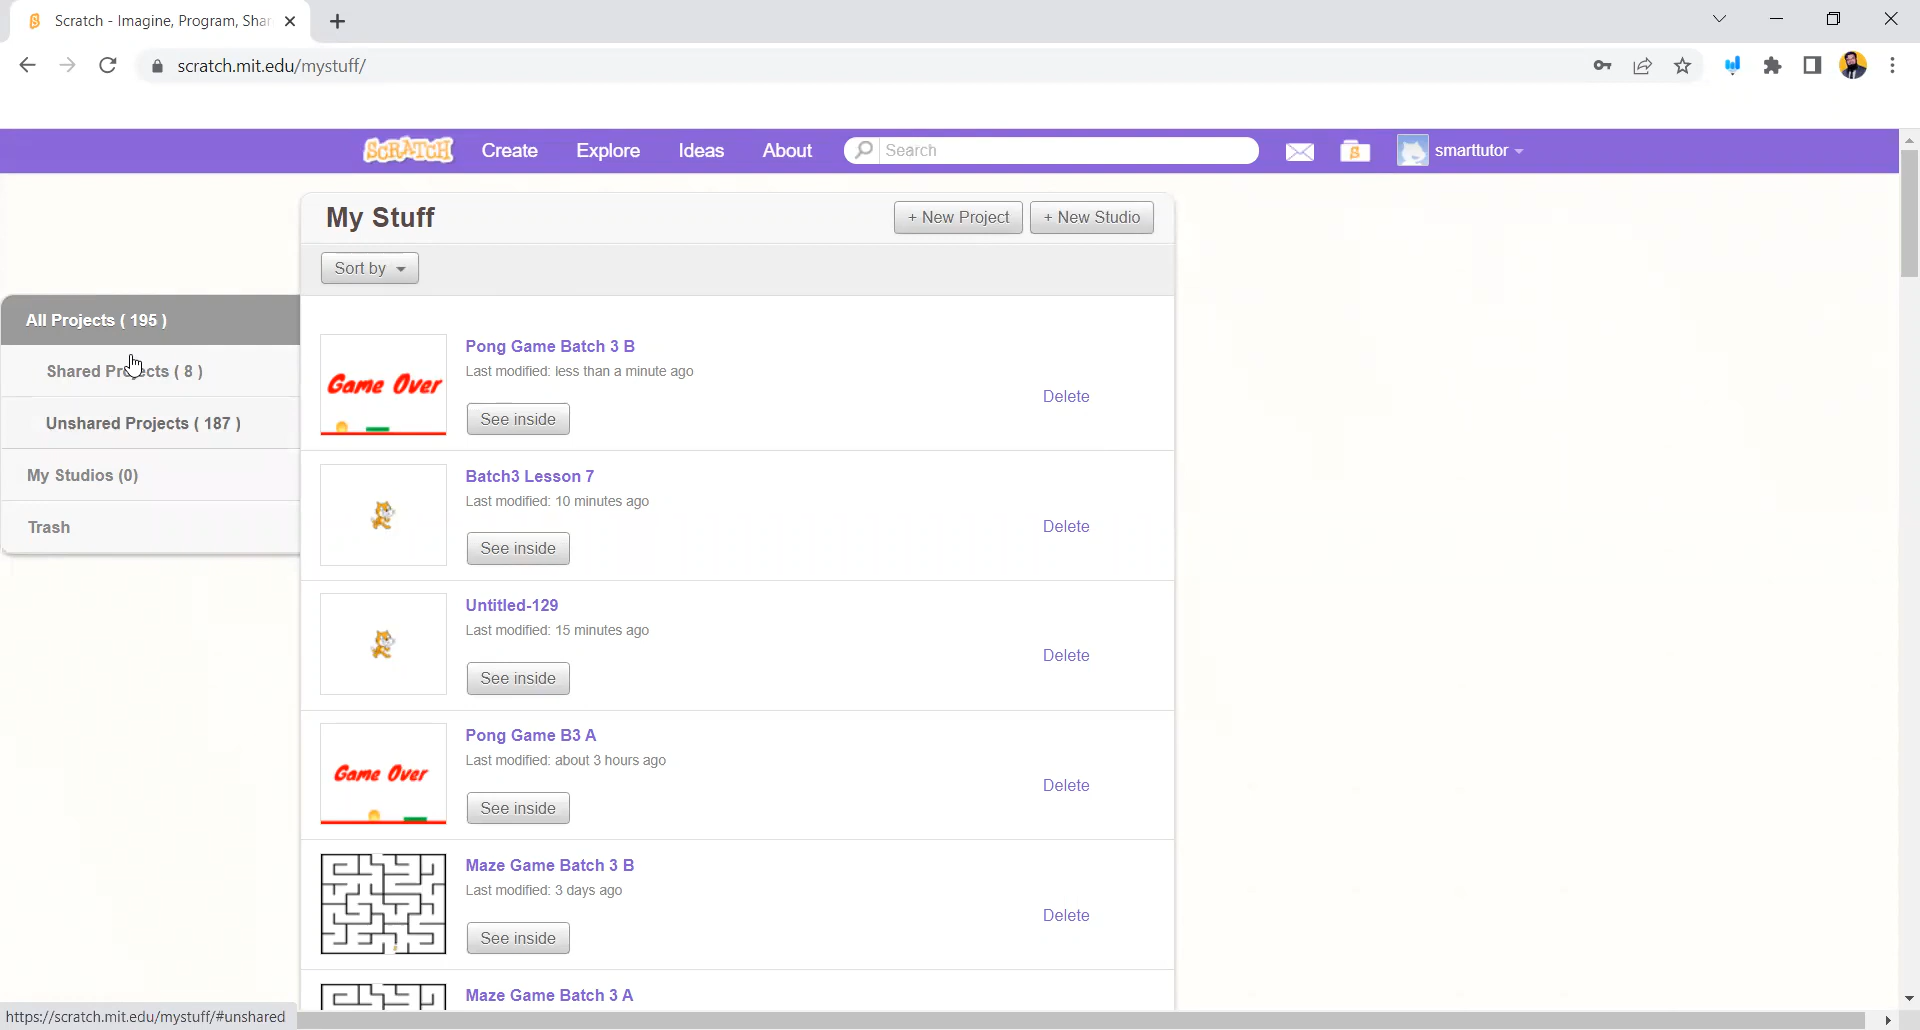 Scratch - Imagine, Program, Shar
scratch.mit.edu/mystuff/
SCRATCH Create Explore Ideas About Search smarttutor
My Stuff + New Project + New Studio
Sort by
All Projects ( 195 )
Shared Projects ( 8 )
Unshared Projects ( 187 )
My Studios (0)
Trash
Pong Game Batch 3 B
Last modified: less than a minute ago
Game Over
Delete
See inside
Batch3 Lesson 7
Last modified: 10 minutes ago
Delete
See inside
Untitled-129
Last modified: 15 minutes ago
Delete
See inside
Pong Game B3 A
Last modified: about 3 hours ago
Game Over
Delete
See inside
Maze Game Batch 3 B
Last modified: 3 days ago
Delete
See inside
Maze Game Batch 3 A
https://scratch.mit.edu/mystuff/#unshared